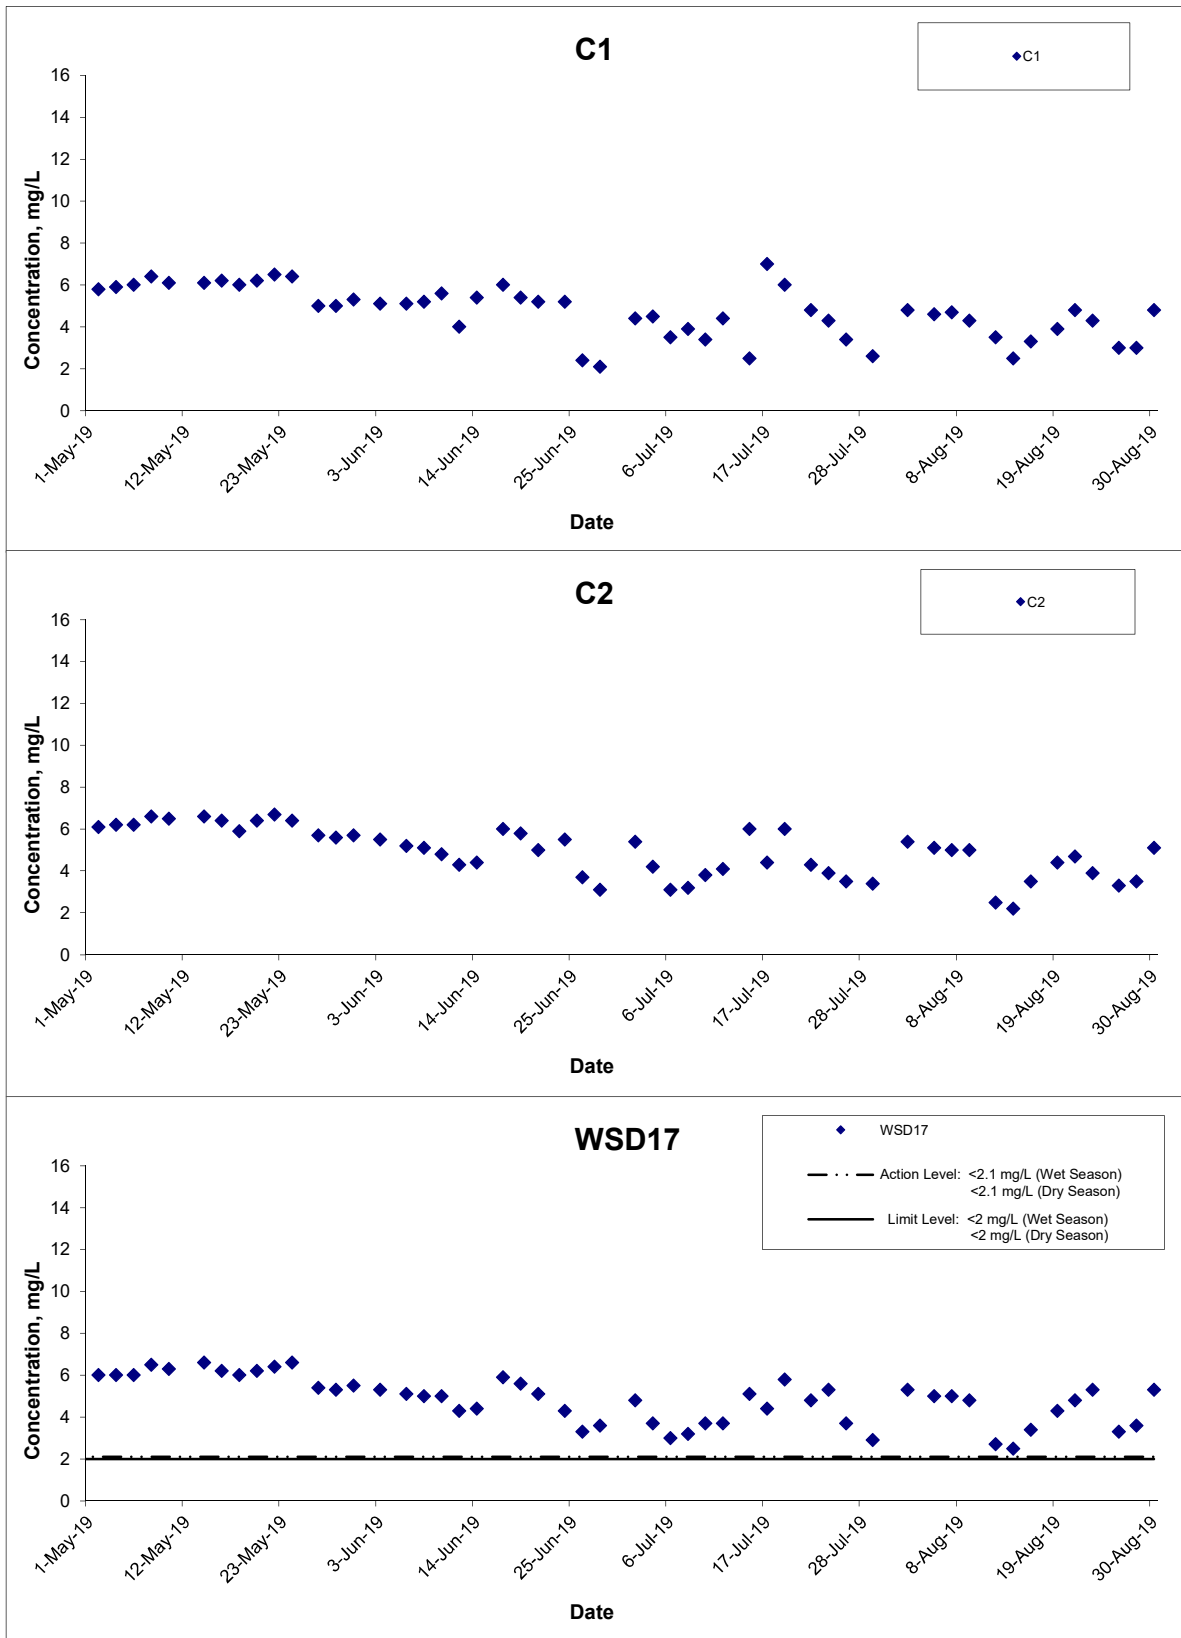 C1
C1
16
14
12
10
8
6
4
2
0
Concentration, mg/L
1-May-19
12-May-19
23-May-19
3-Jun-19
14-Jun-19
25-Jun-19
6-Jul-19
17-Jul-19
28-Jul-19
8-Aug-19
19-Aug-19
30-Aug-19
Date
C2
C2
16
14
12
10
8
6
4
2
0
Concentration, mg/L
1-May-19
12-May-19
23-May-19
3-Jun-19
14-Jun-19
25-Jun-19
6-Jul-19
17-Jul-19
28-Jul-19
8-Aug-19
19-Aug-19
30-Aug-19
Date
WSD17
WSD17
Action Level: <2.1 mg/L (Wet Season)
<2.1 mg/L (Dry Season)
Limit Level: <2 mg/L (Wet Season)
<2 mg/L (Dry Season)
16
14
12
10
8
6
4
2
0
Concentration, mg/L
1-May-19
12-May-19
23-May-19
3-Jun-19
14-Jun-19
25-Jun-19
6-Jul-19
17-Jul-19
28-Jul-19
8-Aug-19
19-Aug-19
30-Aug-19
Date